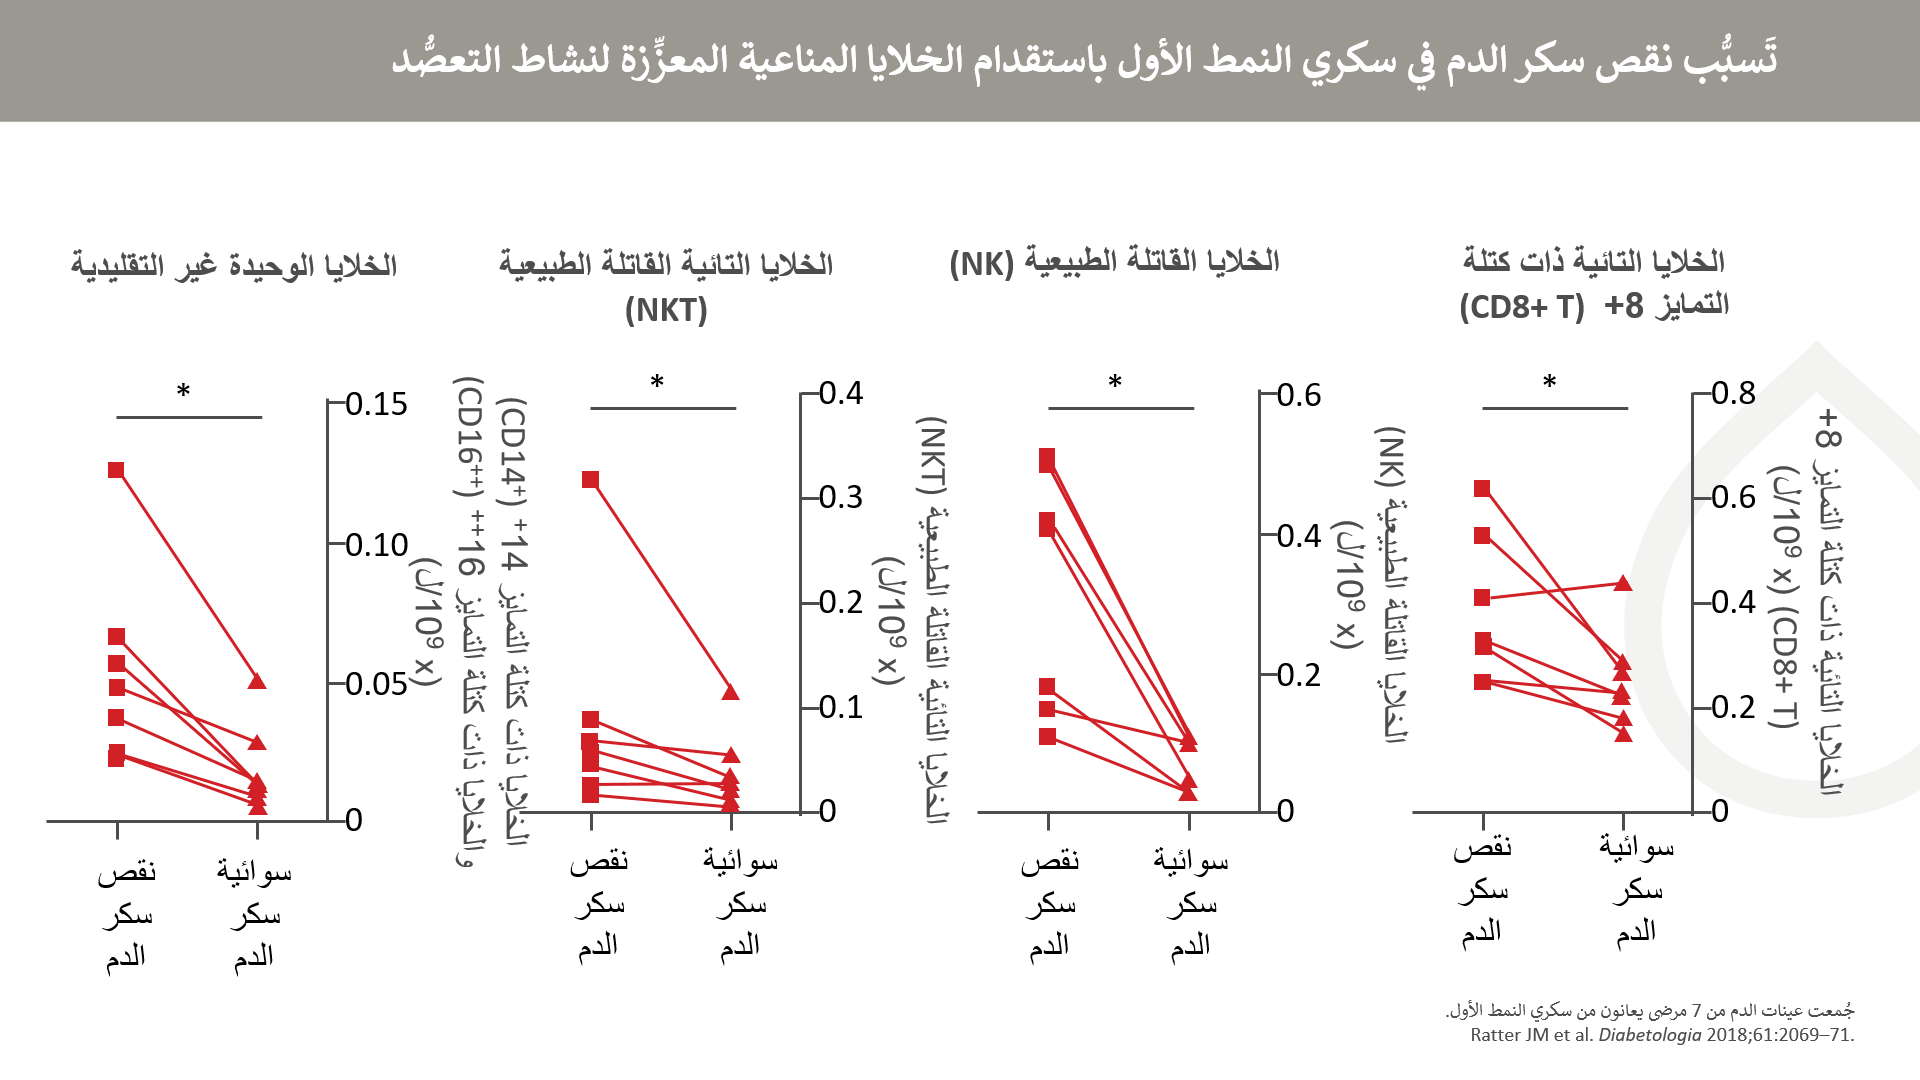 تَسبُّب نقص سكر الدم في سكري النمط الأول باستقدام الخلايا المناعية المعزِّزة لنشاط التعصُّد
الخلايا التائية ذات كتلة
التمايز 8+ (CD8+ T)
*
0.8
0.6
0.4
0.2
0
الخلايا التائية ذات كتلة التمايز 8+
(CD8+ T) (x 10⁹/ل)
سوائية
سكر
الدم
نقص
سكر
الدم
الخلايا القاتلة الطبيعية (NK)
*
0.6
0.4
0.2
0
الخلايا القاتلة الطبيعية (NK)
(x 10⁹/ل)
سوائية
سكر
الدم
نقص
سكر
الدم
الخلايا التائية القاتلة الطبيعية
(NKT)
*
0.4
0.3
0.2
0.1
0
الخلايا التائية القاتلة الطبيعية (NKT)
(x 10⁹/ل)
سوائية
سكر
الدم
نقص
سكر
الدم
الخلايا الوحيدة غير التقليدية
*
0.15
0.10
0.05
0
الخلايا ذات كتلة التمايز 14⁺ (CD14⁺)
والخلايا ذات كتلة التمايز 16⁺⁺ (CD16⁺⁺)
(x 10⁹/ل)
سوائية
سكر
الدم
نقص
سكر
الدم
جُمعت عينات الدم من 7 مرضى يعانون من سكري النمط الأول.
Ratter JM et al. Diabetologia 2018;61:2069–71.